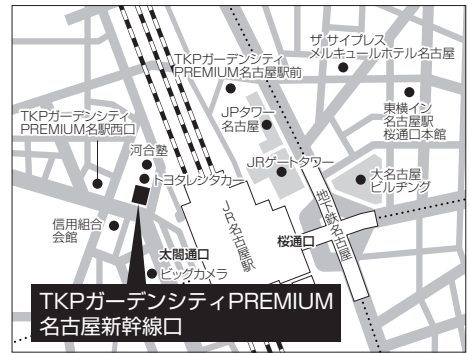 ザ サイプレス
メルキュールホテル名古屋
TKPガーデンシティ
PREMIUM名古屋駅前
東横イン
名古屋駅
桜通口本館
JPタワー
名古屋
TKPガーデンシティ
PREMIUM名駅西口
河合塾
トヨタレンタカー
JRゲートタワー
大名古屋
ビルヂング
地下鉄名古屋
JR名古屋駅
信用組合
会館
桜通口
太閤通口
ビッグカメラ
TKPガーデンシティPREMIUM
名古屋新幹線口